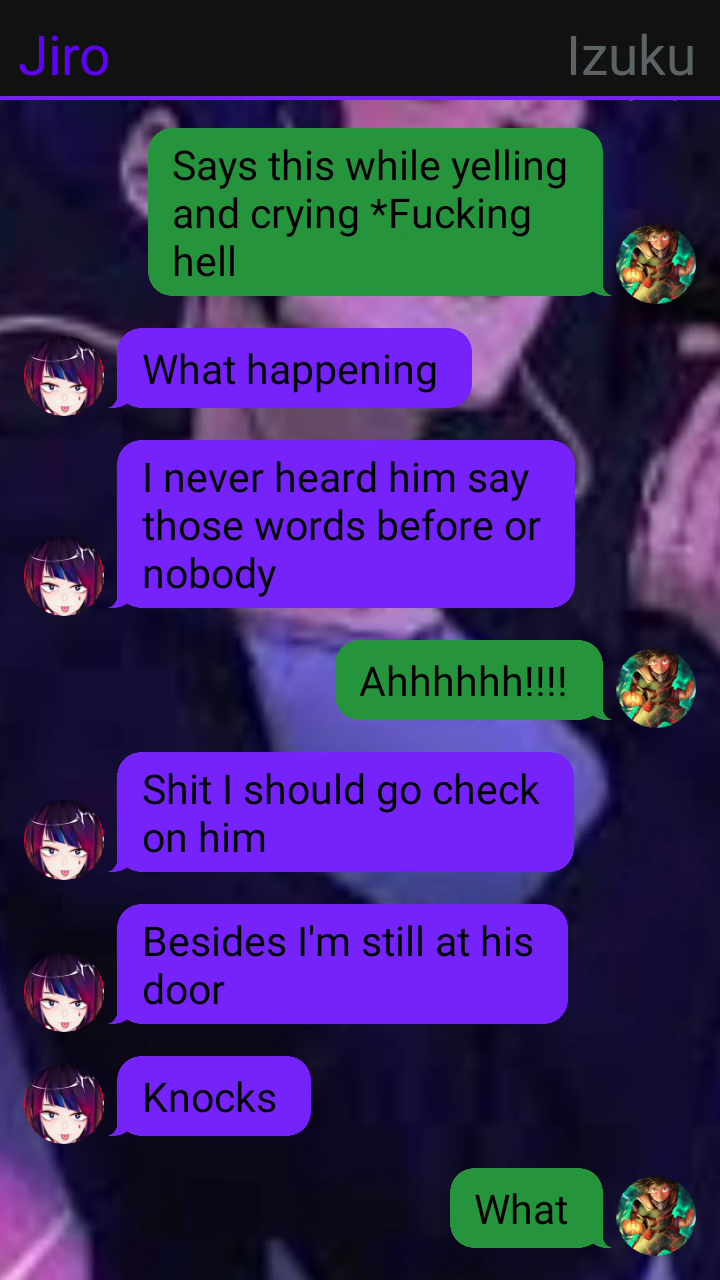 Jiro
Izuku
Says this while yelling
and crying *Fucking
hell
What happening
I never heard him say
those words before or
nobody
Ahhhhhh!!!!
Shit I should go check
on him
Besides I'm still at his
door
Knocks
What